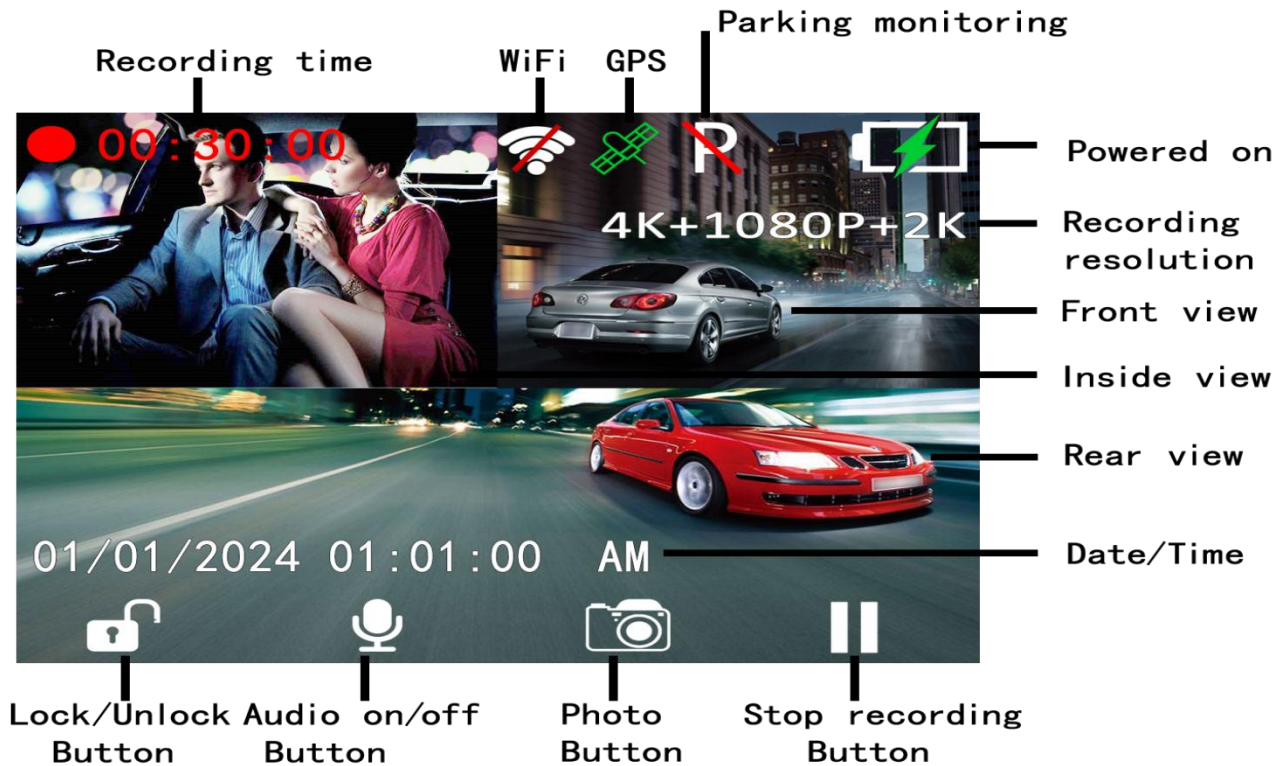 Parking monitoring
Recording time
WiFi
GPS
00:30:00
P
Powered on
4K+1080P+2K
Recording
resolution
Front view
Inside view
Rear view
01/01/2024 01:01:00 AM
Date/Time
Lock/Unlock
Button
Audio on/off
Button
Photo
Button
Stop recording
Button